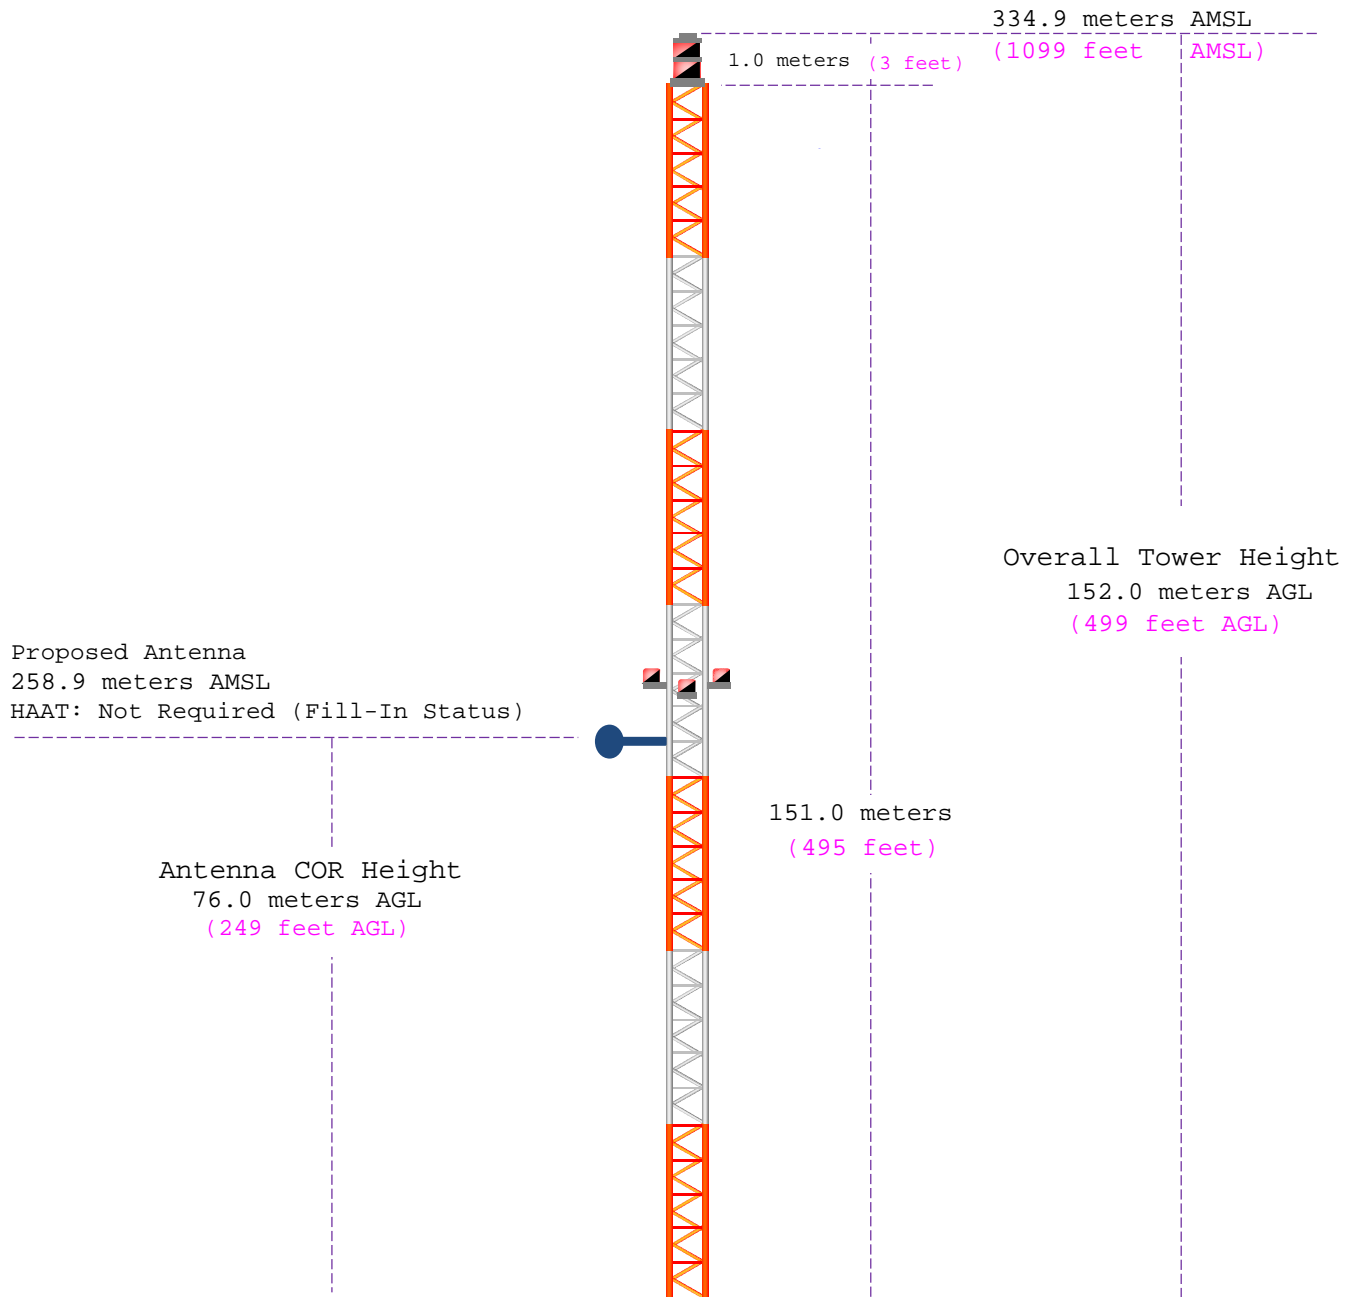 334.9 meters AMSL
(1099 feet AMSL)
1.0 meters (3 feet)
Overall Tower Height
152.0 meters AGL
(499 feet AGL)
Proposed Antenna
258.9 meters AMSL
HAAT: Not Required (Fill-In Status)
151.0 meters
(495 feet)
Antenna COR Height
76.0 meters AGL
(249 feet AGL)